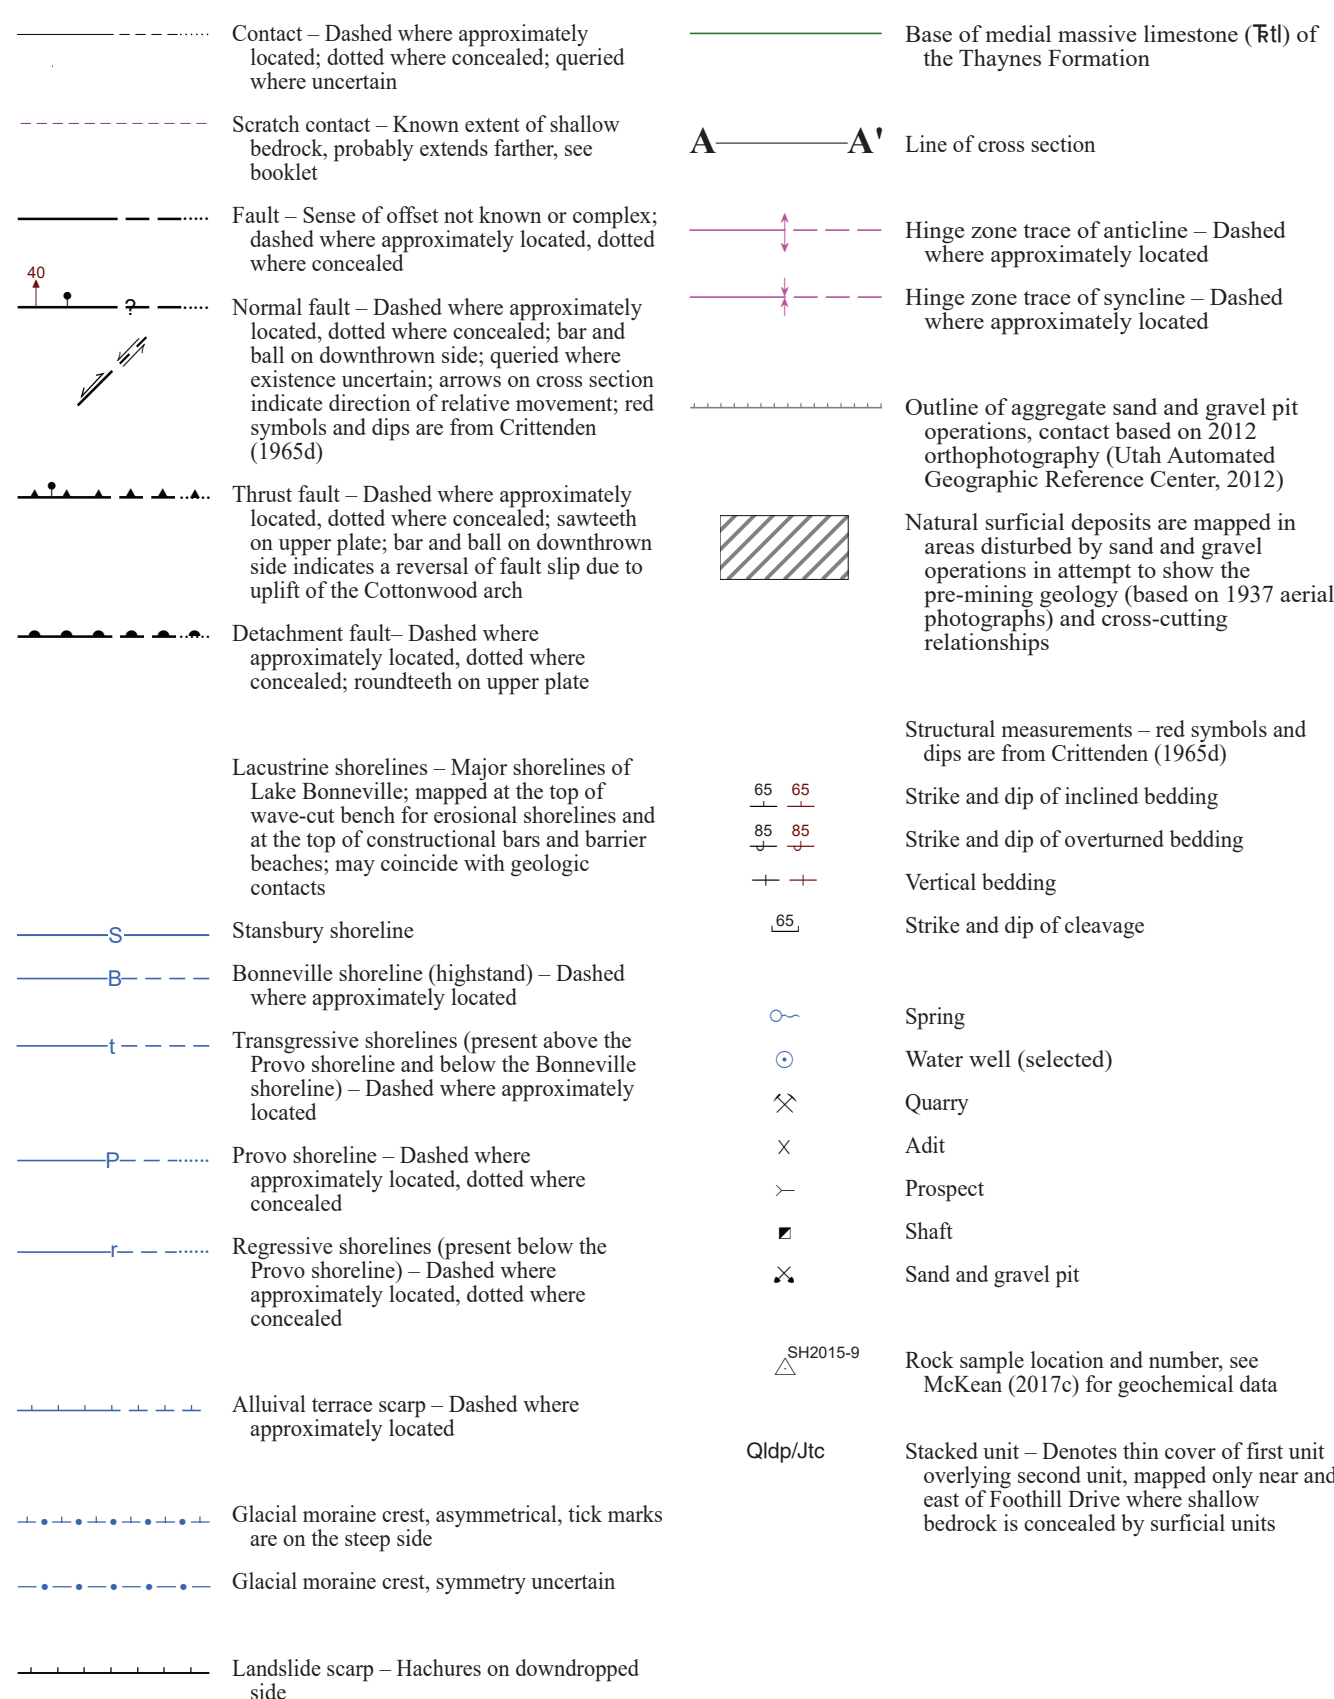 Contact – Dashed where approximately
located; dotted where concealed; queried
where uncertain
Scratch contact – Known extent of shallow
bedrock, probably extends farther, see
booklet
Fault – Sense of offset not known or complex;
dashed where approximately located, dotted
where concealed
40
?
Normal fault – Dashed where approximately
located, dotted where concealed; bar and
ball on downthrown side; queried where
existence uncertain; arrows on cross section
indicate direction of relative movement; red
symbols and dips are from Crittenden
(1965d)
Thrust fault – Dashed where approximately
located, dotted where concealed; sawteeth
on upper plate; bar and ball on downthrown
side indicates a reversal of fault slip due to
uplift of the Cottonwood arch
Detachment fault– Dashed where
approximately located, dotted where
concealed; roundteeth on upper plate
Lacustrine shorelines – Major shorelines of
Lake Bonneville; mapped at the top of
wave-cut bench for erosional shorelines and
at the top of constructional bars and barrier
beaches; may coincide with geologic
contacts
S
Stansbury shoreline
B
Bonneville shoreline (highstand) – Dashed
where approximately located
t
Transgressive shorelines (present above the
Provo shoreline and below the Bonneville
shoreline) – Dashed where approximately
located
P
Provo shoreline – Dashed where
approximately located, dotted where
concealed
r
Regressive shorelines (present below the
Provo shoreline) – Dashed where
approximately located, dotted where
concealed
Alluival terrace scarp – Dashed where
approximately located
Glacial moraine crest, asymmetrical, tick marks
are on the steep side
Glacial moraine crest, symmetry uncertain
Landslide scarp – Hachures on downdropped
side
Base of medial massive limestone (Ꞧtl) of
the Thaynes Formation
A A'
Line of cross section
Hinge zone trace of anticline – Dashed
where approximately located
Hinge zone trace of syncline – Dashed
where approximately located
Outline of aggregate sand and gravel pit
operations, contact based on 2012
orthophotography (Utah Automated
Geographic Reference Center, 2012)
Natural surficial deposits are mapped in
areas disturbed by sand and gravel
operations in attempt to show the
pre-mining geology (based on 1937 aerial
photographs) and cross-cutting
relationships
Structural measurements – red symbols and
dips are from Crittenden (1965d)
65 65
Strike and dip of inclined bedding
85 85
Strike and dip of overturned bedding
Vertical bedding
65
Strike and dip of cleavage
Spring
Water well (selected)
Quarry
Adit
Prospect
Shaft
Sand and gravel pit
SH2015-9
Rock sample location and number, see
McKean (2017c) for geochemical data
Qldp/Jtc
Stacked unit – Denotes thin cover of first unit
overlying second unit, mapped only near and
east of Foothill Drive where shallow
bedrock is concealed by surficial units